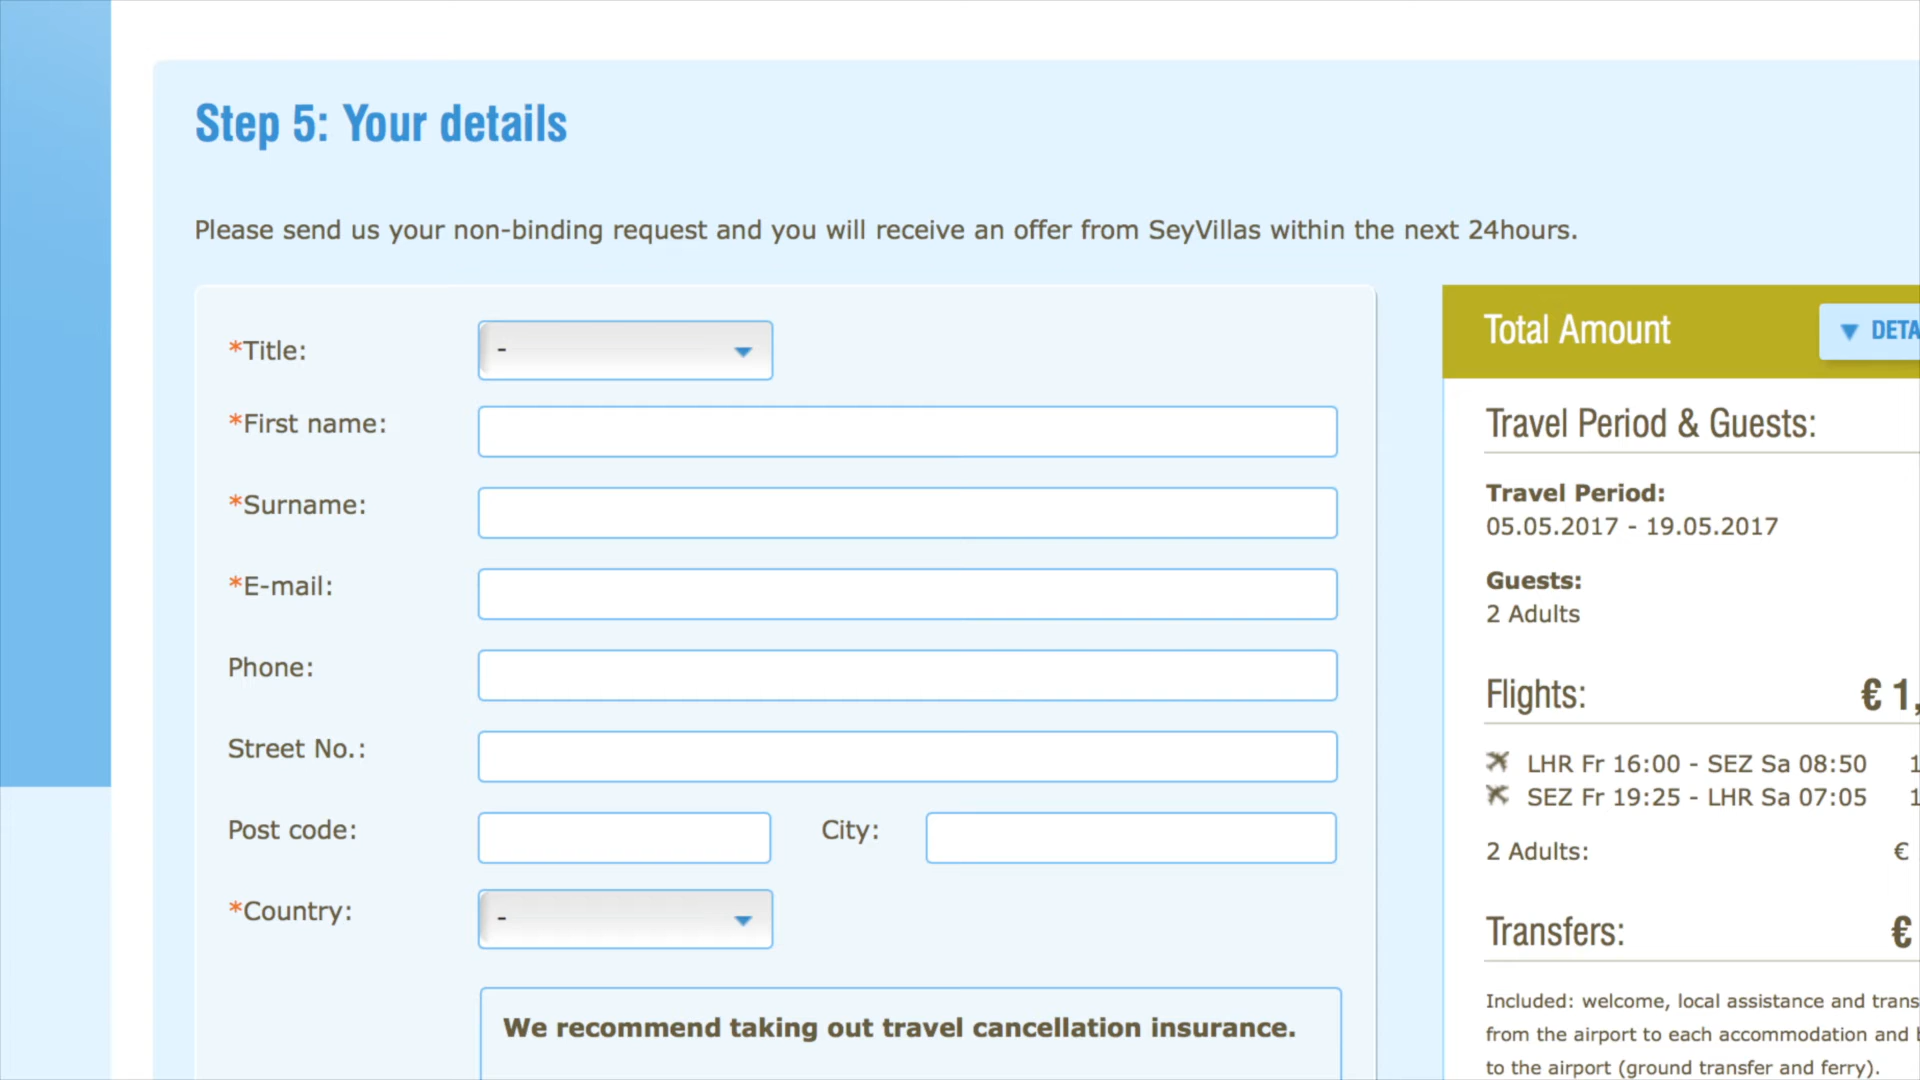 Step 5: Your details
Please send us your non-binding request and you will receive an offer from SeyVillas within the next 24hours.
*Title:
-
*First name:
*Surname:
*E-mail:
Phone:
Street No.:
Post code:
City:
*Country:
-
We recommend taking out travel cancellation insurance.
Total Amount
Travel Period & Guests:
Travel Period:
05.05.2017 - 19.05.2017
Guests:
2 Adults
Flights: € 1,
LHR Fr 16:00 - SEZ Sa 08:50 1
SEZ Fr 19:25 - LHR Sa 07:05 1
2 Adults: €
Transfers: €
Included: welcome, local assistance and
from the airport to each accommodation and
to the airport (ground transfer and ferry).